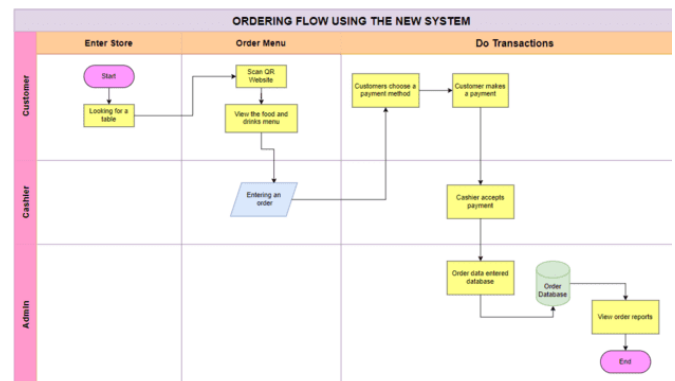 ORDERING FLOW USING THE NEW SYSTEM
Enter Store
Order Menu
Do Transactions
Customer
Start
Looking for a
table
Scan QR
Website
View the food and
drinks menu
Customers choose a
payment method
Customer makes
a payment
Cashier
Entering an
order
Cashier accepts
payment
Admin
Order data entered
database
Order
Database
View order reports
End